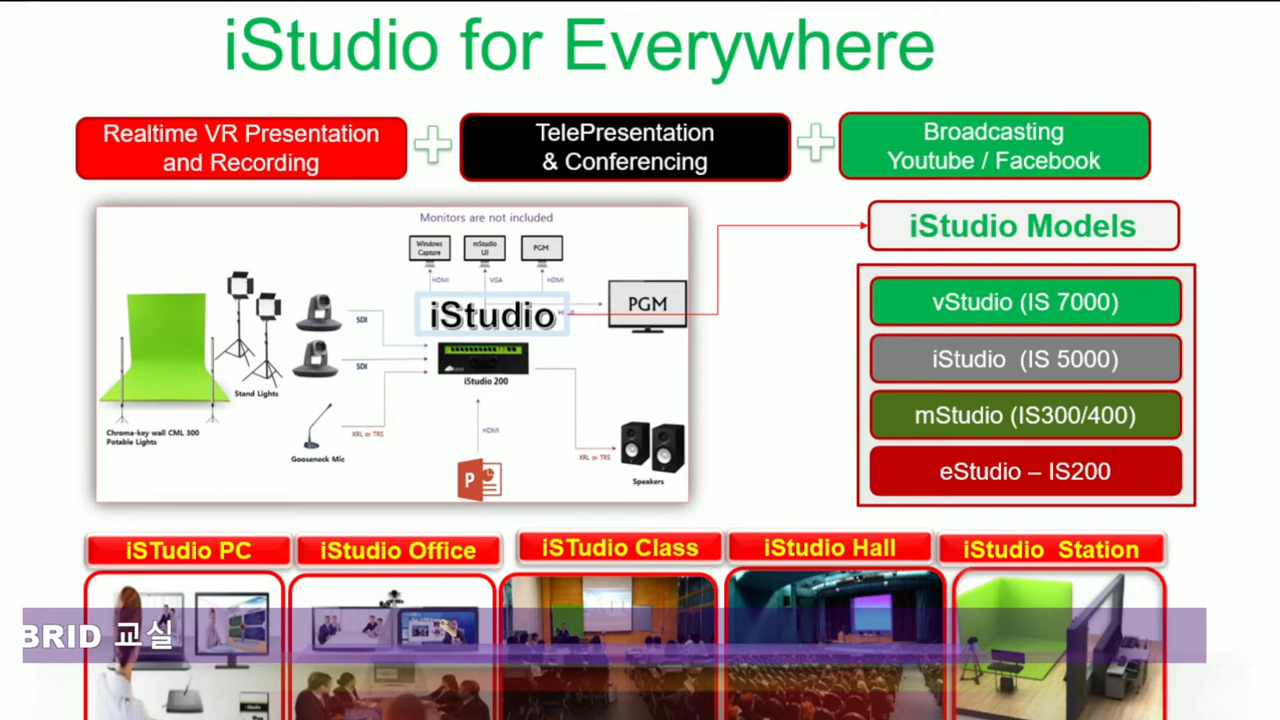 iStudio for Everywhere
Realtime VR Presentation
and Recording
TelePresentation
& Conferencing
Broadcasting
Youtube / Facebook
Monitors are not included
Windows
Capture
mStudio
UI
PGM
HDMI
VGA
HDMI
iStudio
PGM
SDI
SDI
iStudio 200
Stand Lights
Chroma-key wall CML 300
Potable Lights
XRL or TRS
Gooseneck Mic
HDMI
P
XRL or TRS
Speakers
iStudio Models
vStudio (IS 7000)
iStudio (IS 5000)
mStudio (IS300/400)
eStudio – IS200
iSTudio PC
iStudio Office
iSTudio Class
iStudio Hall
iStudio Station
BRID 교실